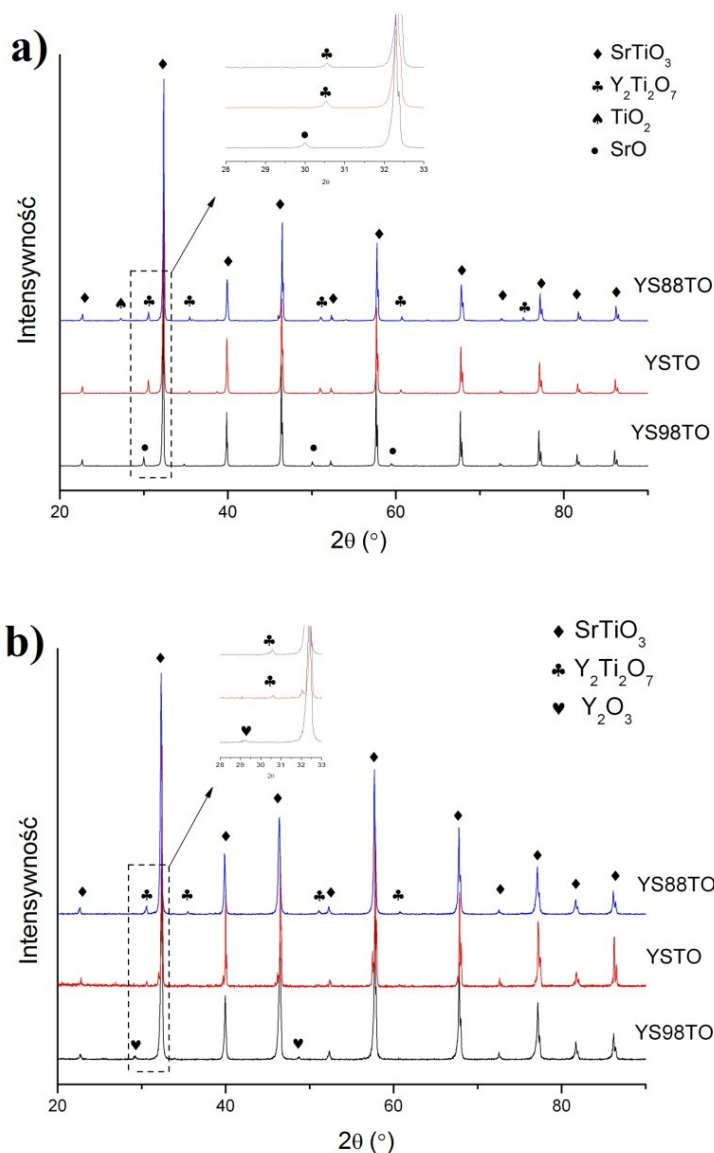 a)
♦ SrTiO₃
♣ Y₂Ti₂O₇
♠ TiO₂
● SrO
28 29 30 31 32 33
2θ
Intensywność
YS88TO
YSTO
YS98TO
20 40 60 80
2θ (°)
b)
♦ SrTiO₃
♣ Y₂Ti₂O₇
♥ Y₂O₃
28 29 30 31 32 33
2θ
Intensywność
YS88TO
YSTO
YS98TO
20 40 60 80
2θ (°)